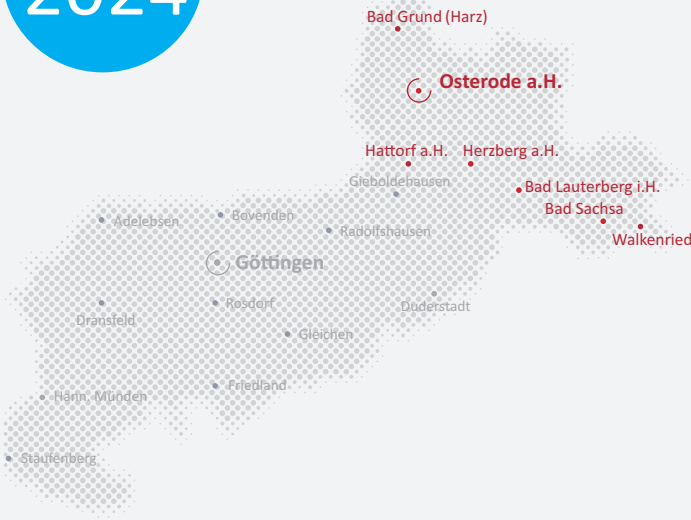 2024
Bad Grund (Harz)
Osterode a.H.
Hattorf a.H.
Herzberg a.H.
Gieboldehausen
Bad Lauterberg i.H.
Bad Sachsa
Adelebsen
Bovenden
Radolfshausen
Walkenried
Göttingen
Rosdorf
Duderstadt
Dransfeld
Gleichen
Friedland
Hann. Münden
Staufenberg